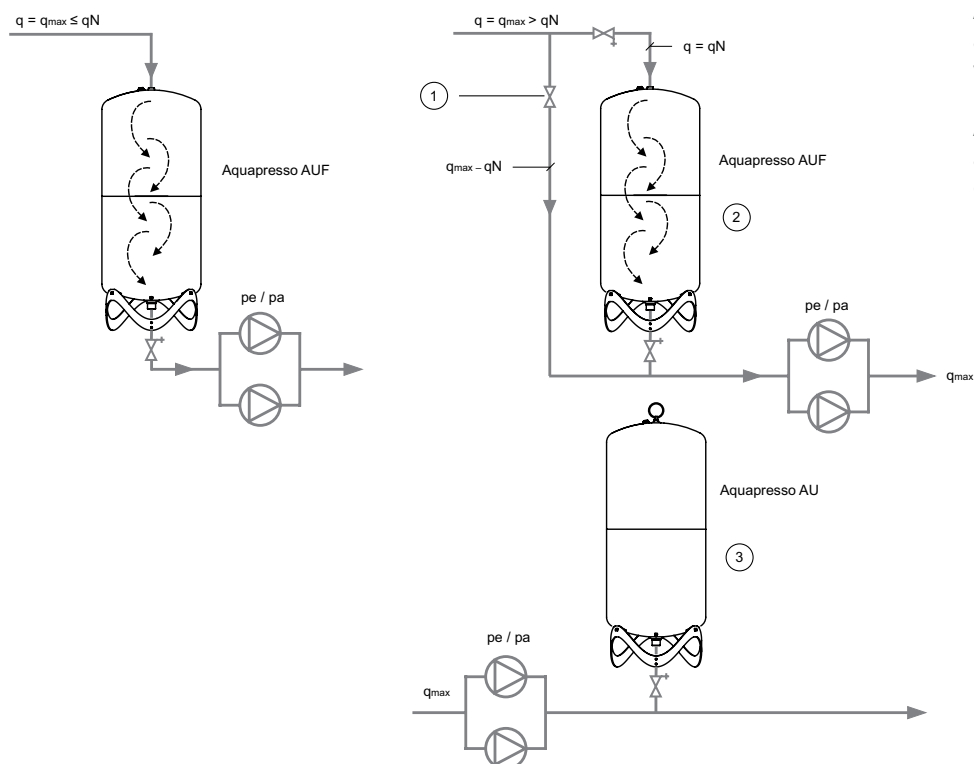 q = qmax ≤ qN
Aquapresso AUF
pe / pa
q = qmax > qN
q = qN
1
qmax – qN
Aquapresso AUF
2
pe / pa
qmax
Aquapresso AU
3
pe / pa
qmax